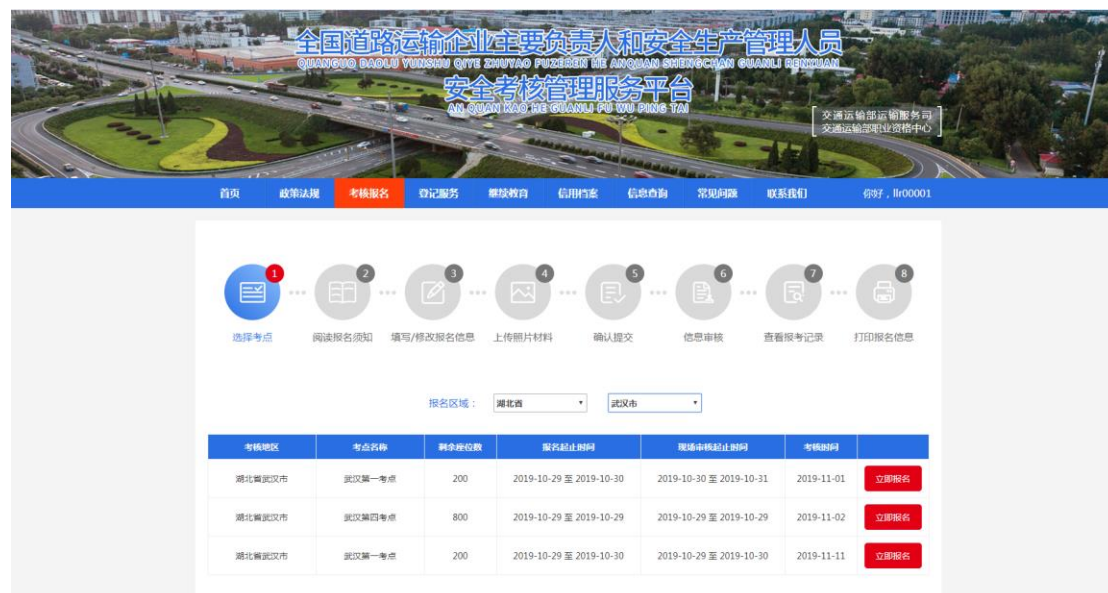 全国道路运输企业主要负责人和安全生产管理人员
QUANGUO DAOLU YUNSHU QIYE ZHUYAO FUZEREN HE ANQUAN SHENGCHAN GUANLI RENYUAN
安全考核管理服务平台
AN QUAN KAO HE GUANLI FU WU PING TAI
交通运输部运输服务司
交通运输部职业资格中心
首页 政策法规 考核报名 登记服务 继续教育 信用档案 信息查询 常见问题 联系我们 你好，llr00001
1 2 3 4 5 6 7 8
选择考点 阅读报名须知 填写/修改报名信息 上传照片材料 确认提交 信息审核 查看报考记录 打印报名信息
报名区域： 湖北省 武汉市
考核地区 考点名称 剩余座位数 报名起止时间 现场审核起止时间 考核时间
湖北省武汉市 武汉第一考点 200 2019-10-29 至 2019-10-30 2019-10-30 至 2019-10-31 2019-11-01 立即报名
湖北省武汉市 武汉第四考点 800 2019-10-29 至 2019-10-29 2019-10-29 至 2019-10-29 2019-11-02 立即报名
湖北省武汉市 武汉第一考点 200 2019-10-29 至 2019-10-30 2019-10-29 至 2019-10-30 2019-11-11 立即报名